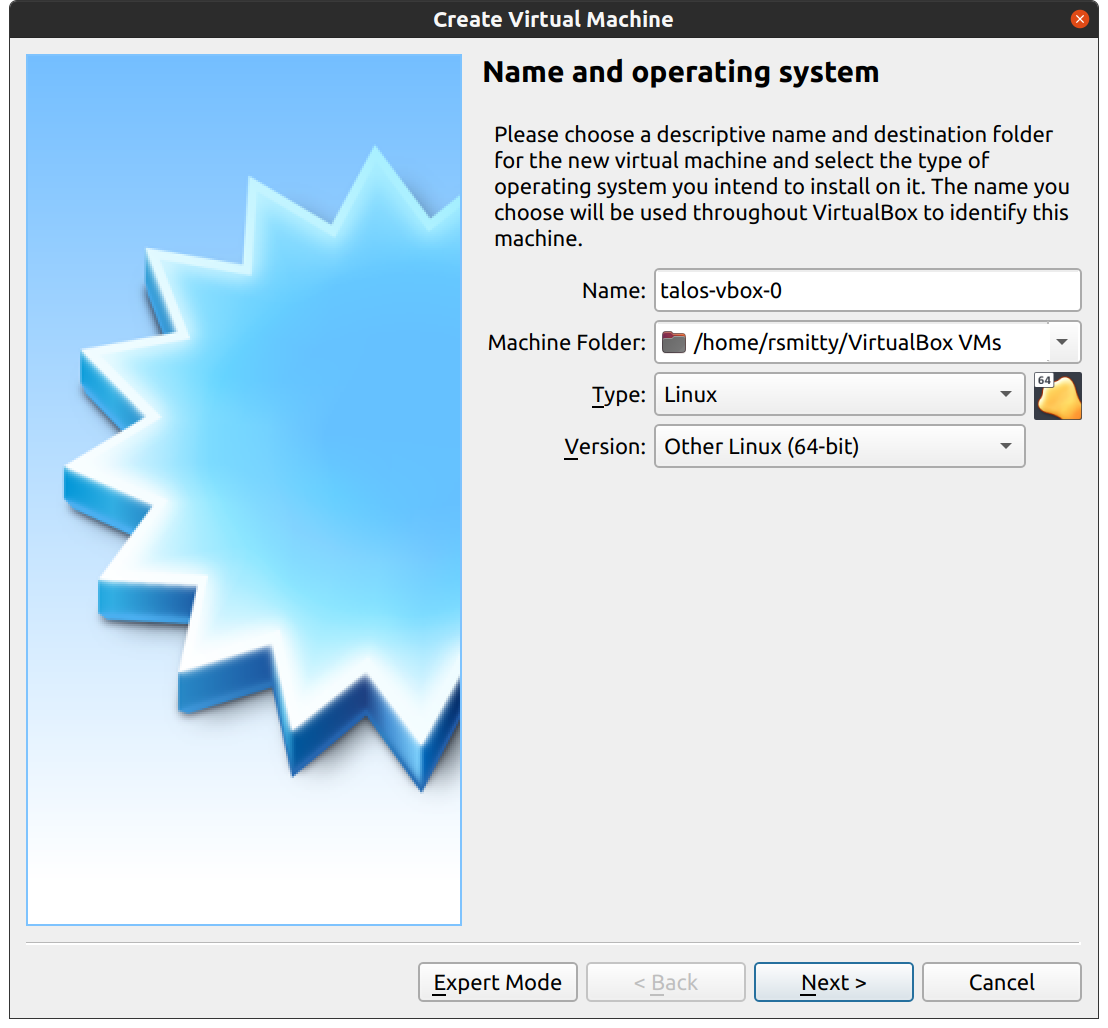 Create Virtual Machine
Name and operating system
Please choose a descriptive name and destination folder
for the new virtual machine and select the type of
operating system you intend to install on it. The name you
choose will be used throughout VirtualBox to identify this
machine.
Name: talos-vbox-0
Machine Folder: /home/rsmitty/VirtualBox VMs
Type: Linux 64
Version: Other Linux (64-bit)
Expert Mode < Back Next > Cancel